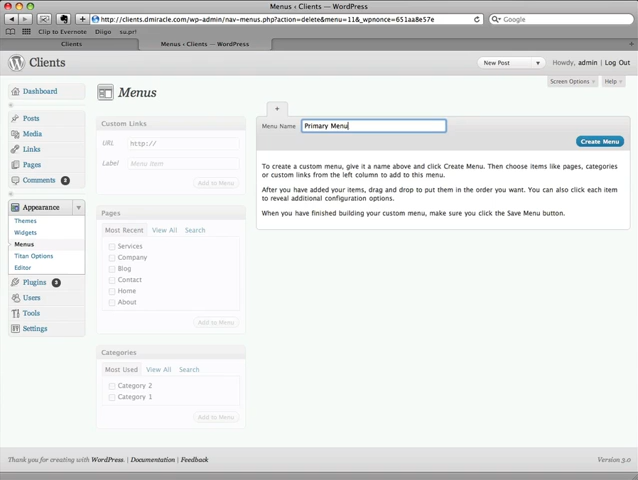 Menus ‹ Clients — WordPress
http://clients.dmiracle.com/wp-admin/nav-menus.php?action=delete&menu=11&_wpnonce=651aa8e57e
Google
Clip to Evernote Diigo su.pr!
Clients Menus ‹ Clients — WordPress
Clients New Post Howdy, admin | Log Out
Screen Options Help
Dashboard
Menus
Posts
Media
Links
Pages
Comments 2
Appearance
Themes
Widgets
Menus
Titan Options
Editor
Plugins 3
Users
Tools
Settings
Custom Links
URL http://
Label Menu Item
Add to Menu
Pages
Most Recent View All Search
Services
Company
Blog
Contact
Home
About
Add to Menu
Categories
Most Used View All Search
Category 2
Category 1
Add to Menu
+
Menu Name Primary Menu
Create Menu
To create a custom menu, give it a name above and click Create Menu. Then choose items like pages, categories
or custom links from the left column to add to this menu.
After you have added your items, drag and drop to put them in the order you want. You can also click each item
to reveal additional configuration options.
When you have finished building your custom menu, make sure you click the Save Menu button.
Thank you for creating with WordPress. | Documentation | Feedback Version 3.0